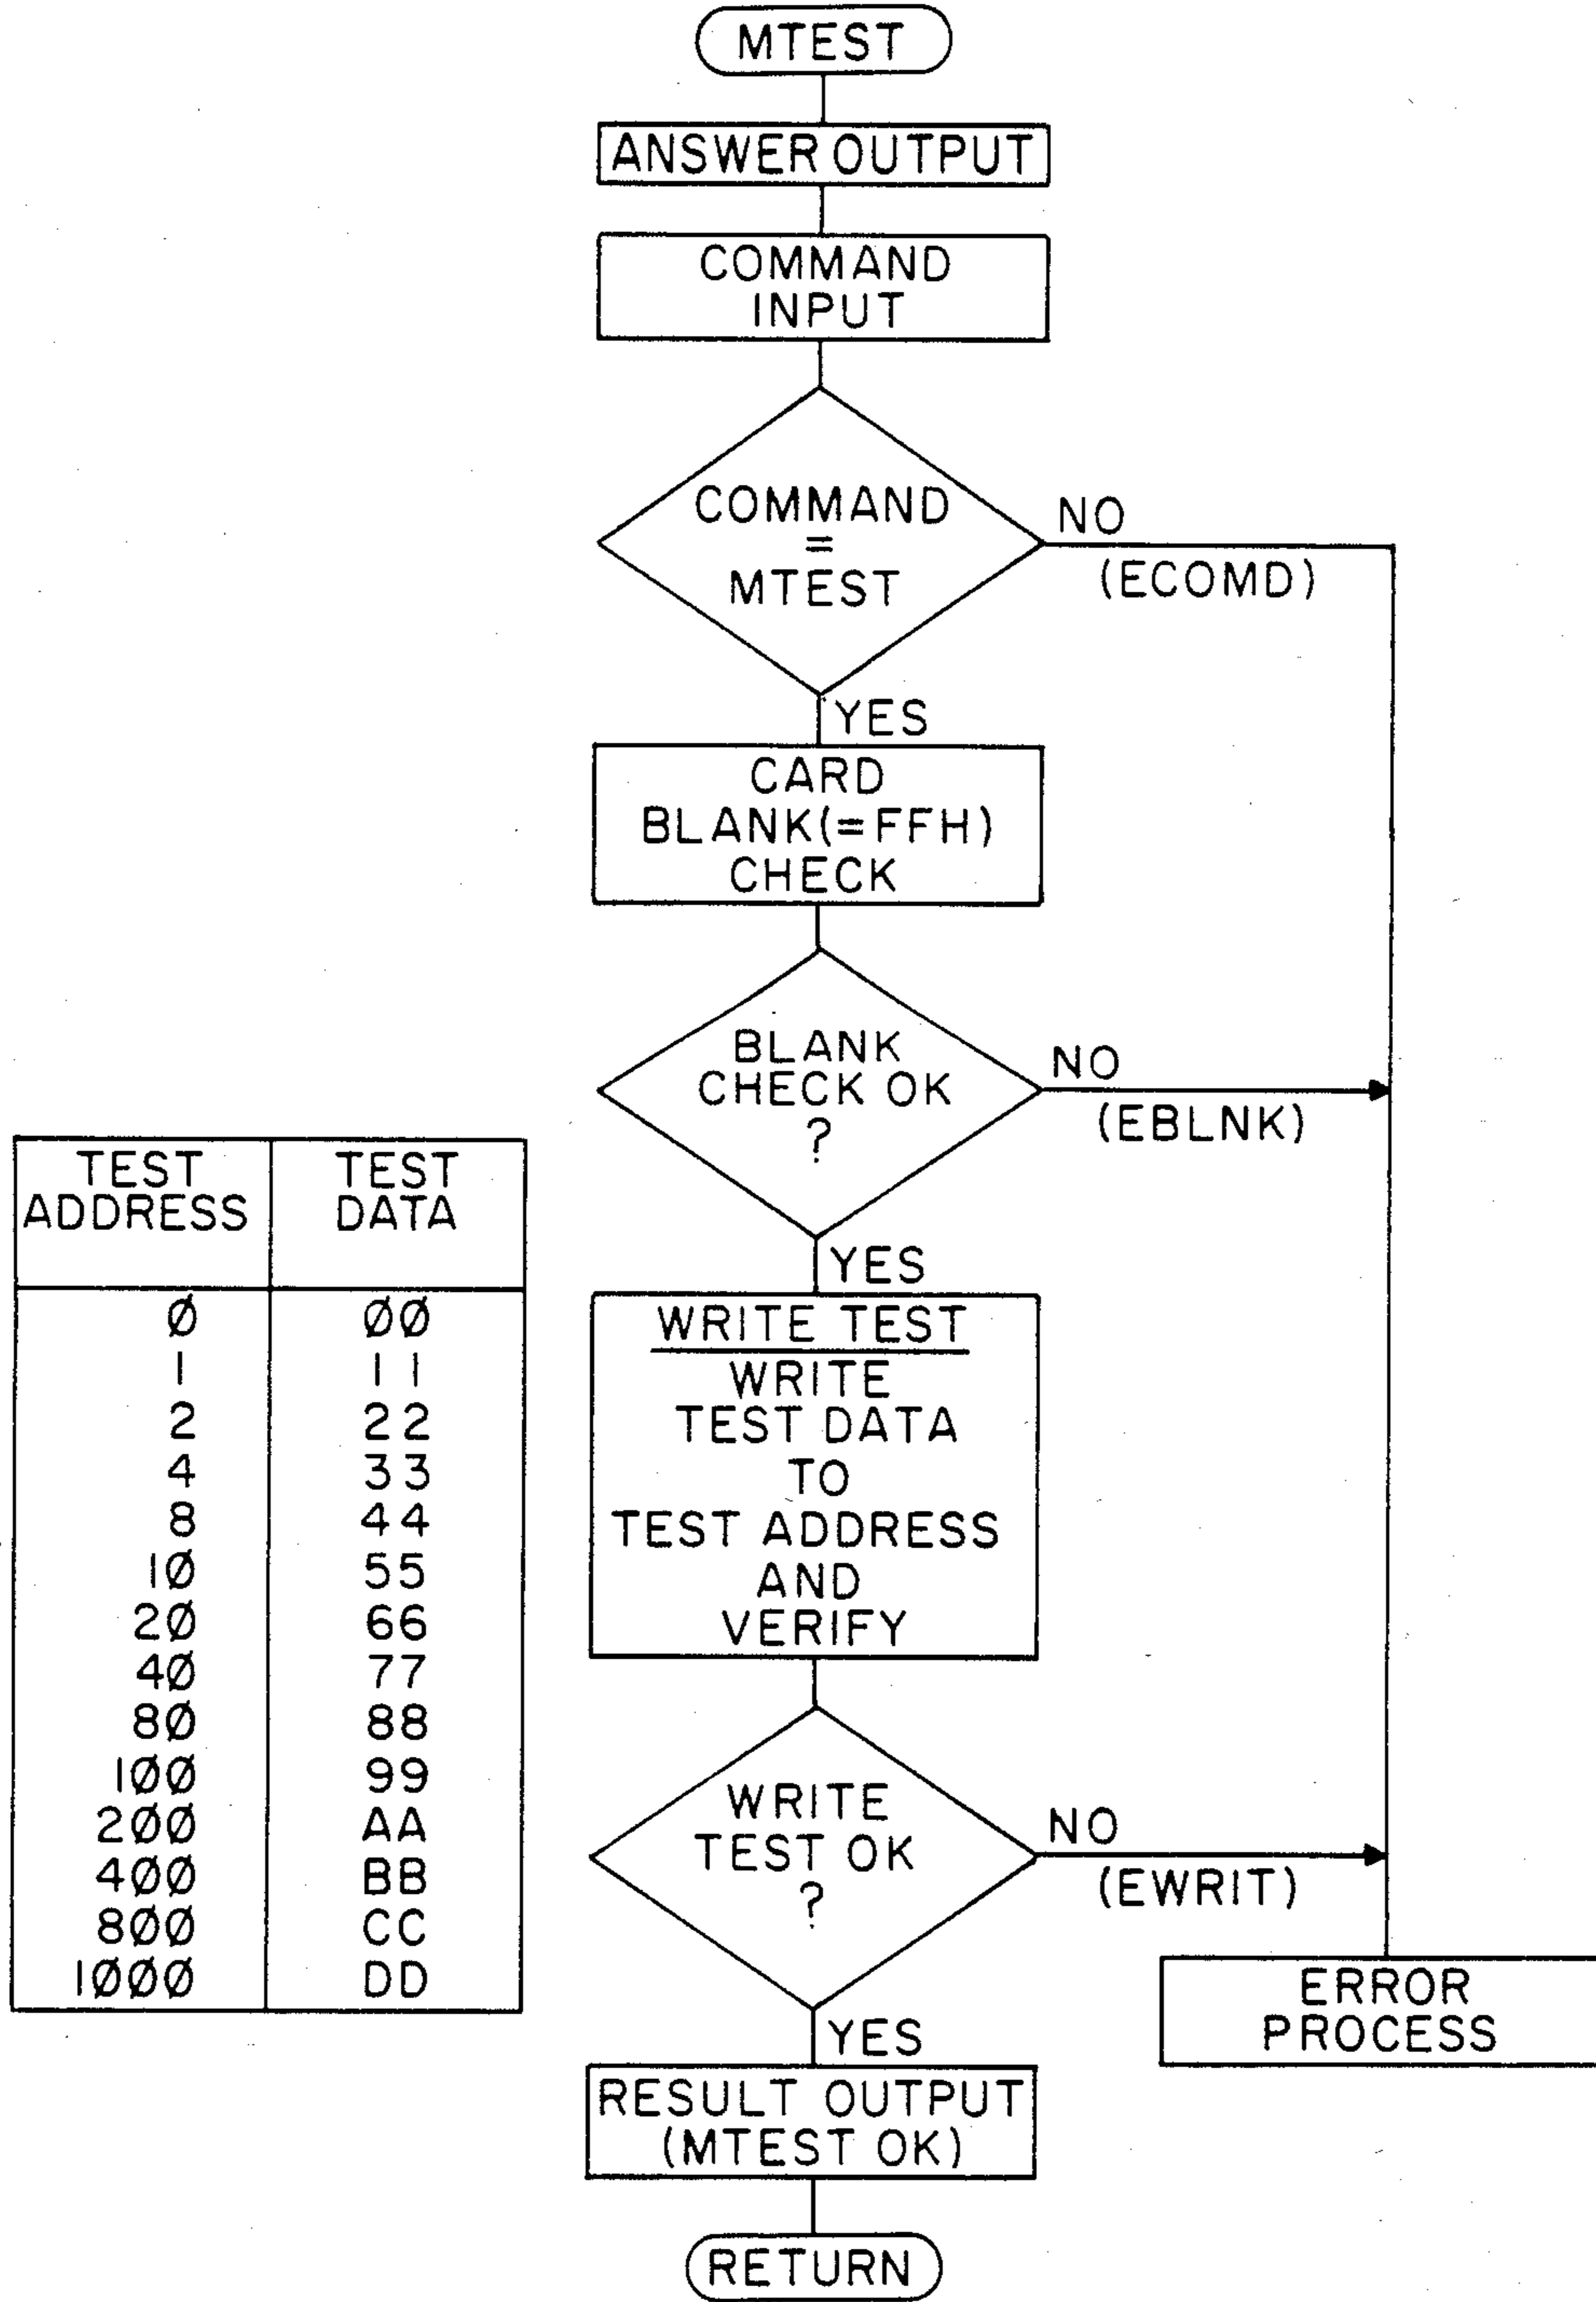 MTEST
ANSWER OUTPUT
COMMAND
INPUT
COMMAND
=
MTEST
NO
(ECOMD)
YES
CARD
BLANK(=FFH)
CHECK
BLANK
CHECK OK
?
NO
(EBLNK)
YES
WRITE TEST
WRITE
TEST DATA
TO
TEST ADDRESS
AND
VERIFY
WRITE
TEST OK
?
NO
(EWRIT)
YES
RESULT OUTPUT
(MTEST OK)
RETURN
ERROR
PROCESS
TEST ADDRESS TEST DATA
Ø ØØ
1 11
2 22
4 33
8 44
1Ø 55
2Ø 66
4Ø 77
8Ø 88
1ØØ 99
2ØØ AA
4ØØ BB
8ØØ CC
1ØØØ DD